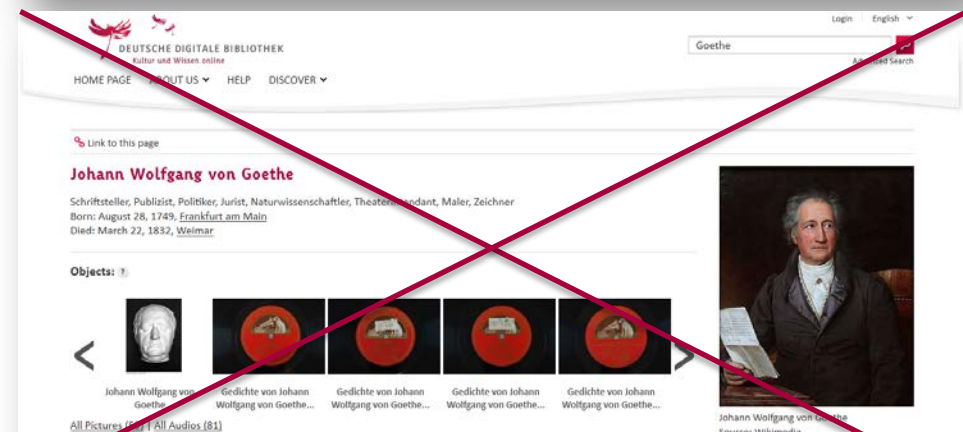 Login English
DEUTSCHE DIGITALE BIBLIOTHEK
Kultur und Wissen online
Goethe
Advanced Search
HOME PAGE ABOUT US HELP DISCOVER
Link to this page
Johann Wolfgang von Goethe
Schriftsteller, Publizist, Politiker, Jurist, Naturwissenschaftler, Theaterintendant, Maler, Zeichner
Born: August 28, 1749, Frankfurt am Main
Died: March 22, 1832, Weimar
Objects: ?
Johann Wolfgang von
Goethe...
Gedichte von Johann
Wolfgang von Goethe...
Gedichte von Johann
Wolfgang von Goethe...
Gedichte von Johann
Wolfgang von Goethe...
Gedichte von Johann
Wolfgang von Goethe...
All Pictures | All Audios (81)
Johann Wolfgang von Goethe
Source: Wikimedia